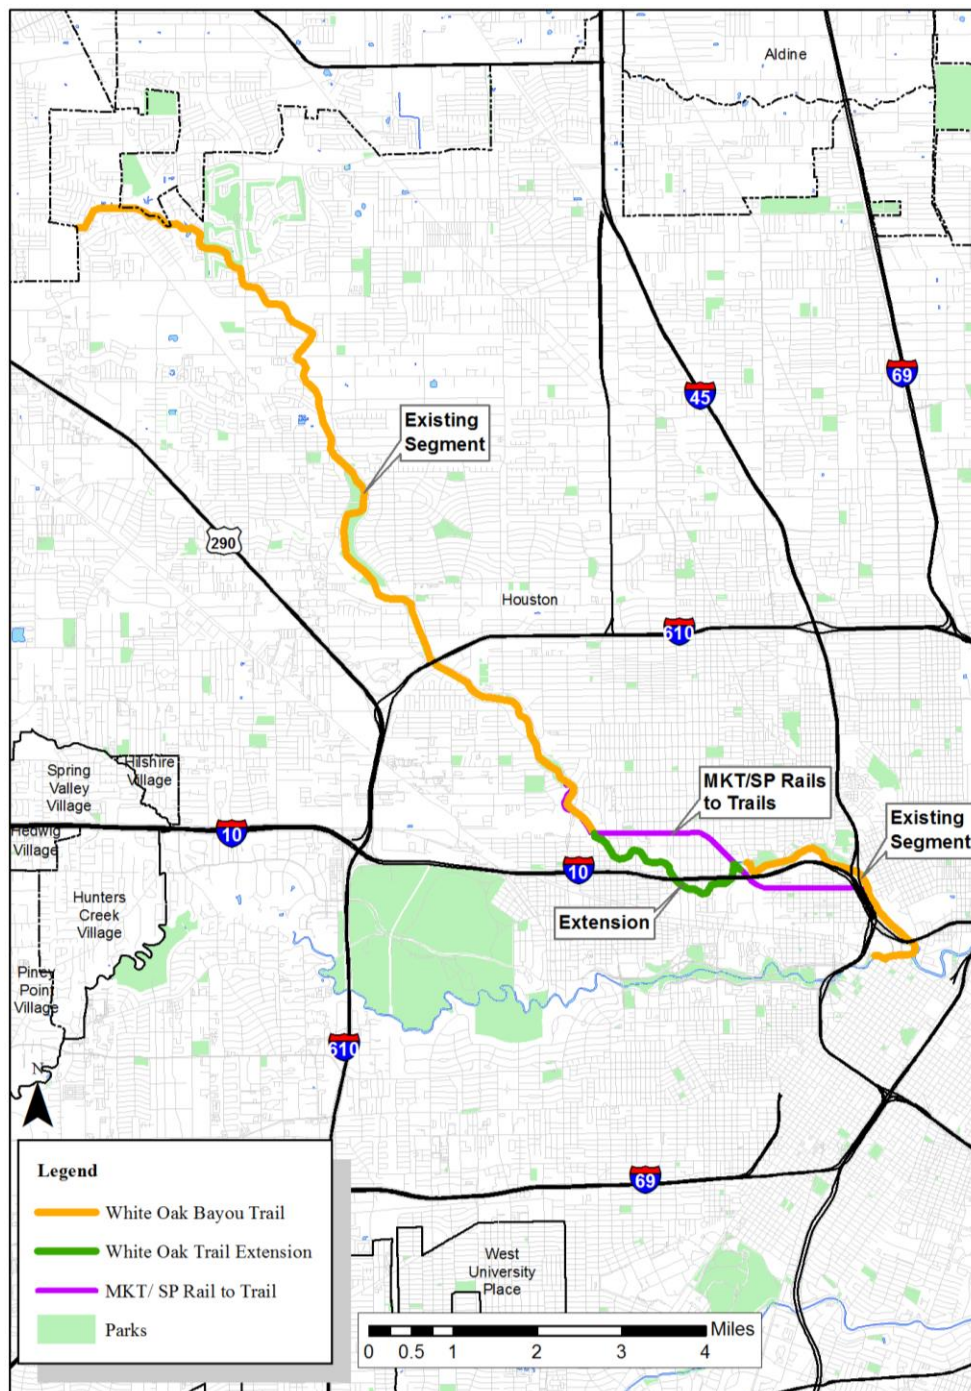 Aldine
69
45
Existing
Segment
290
Houston
610
Spring
Valley
Village
Hilshire
Village
MKT/SP Rails
to Trails
Existing
Segment
Hedwig
Village
10
10
Extension
Hunters
Creek
Village
Piney
Point
Village
610
N
69
Legend
White Oak Bayou Trail
White Oak Trail Extension
MKT/ SP Rail to Trail
Parks
West
University
Place
Miles
0 0.5 1 2 3 4